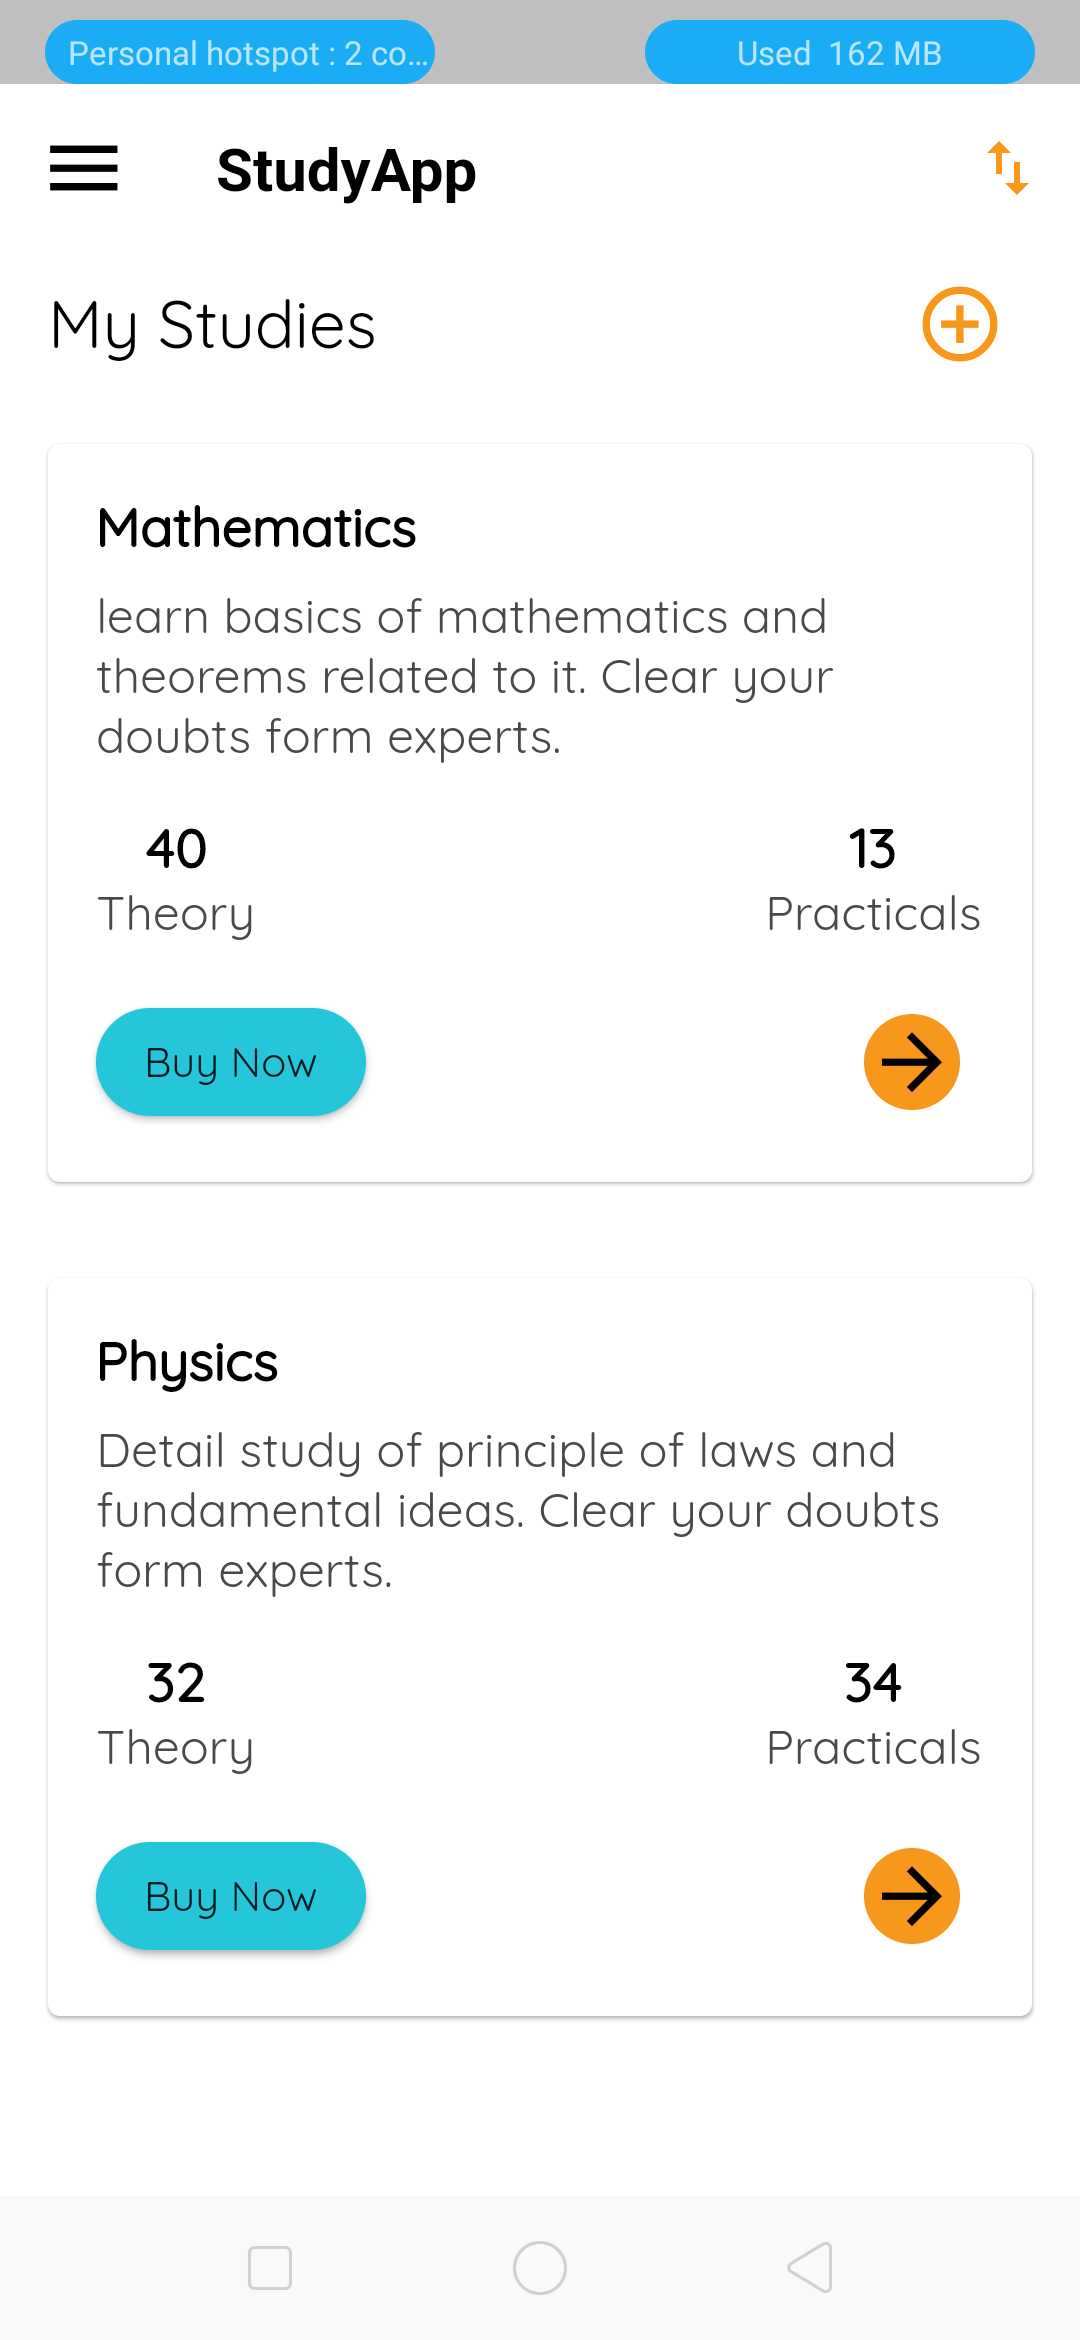 Personal hotspot : 2 co...
Used 162 MB
StudyApp
My Studies
Mathematics
learn basics of mathematics and
theorems related to it. Clear your
doubts form experts.
40
13
Theory
Practicals
Buy Now
Physics
Detail study of principle of laws and
fundamental ideas. Clear your doubts
form experts.
32
34
Theory
Practicals
Buy Now